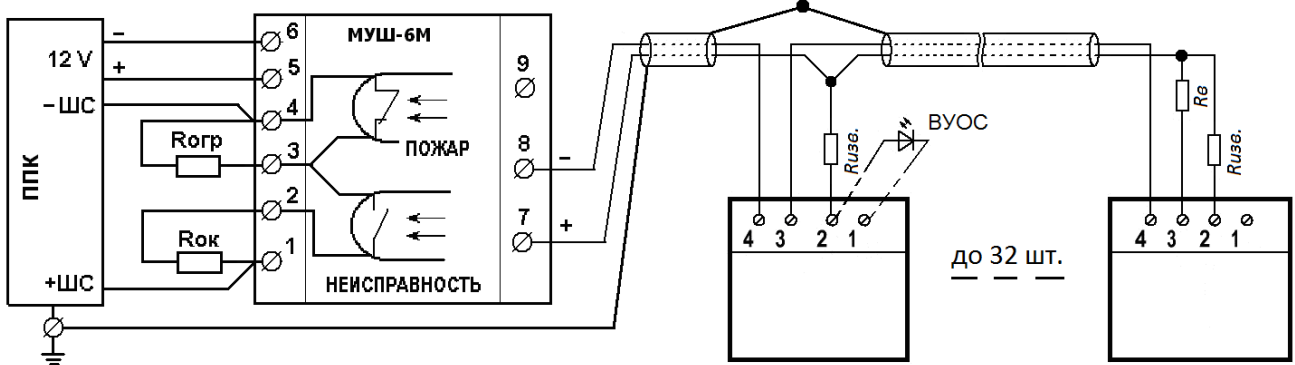 ППК
12 V
−
+
−ШС
+ШС
Rогр
Rок
МУШ-6М
6
5
4
3
2
1
ПОЖАР
НЕИСПРАВНОСТЬ
9
8
7
−
+
Rизв.
ВУОС
4 3 2 1
до 32 шт.
Rв
Rизв.
4 3 2 1